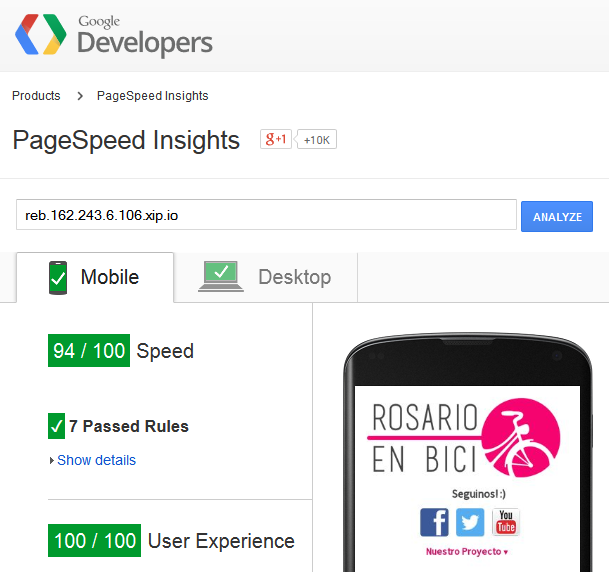 Google
Developers
Products > PageSpeed Insights
PageSpeed Insights
g+1 +10K
reb.162.243.6.106.xip.io
ANALYZE
Mobile
Desktop
94 / 100 Speed
7 Passed Rules
Show details
100 / 100 User Experience
ROSARIO
EN BICI
Seguinos! :)
f
You
Tube
Nuestro Proyecto ▾